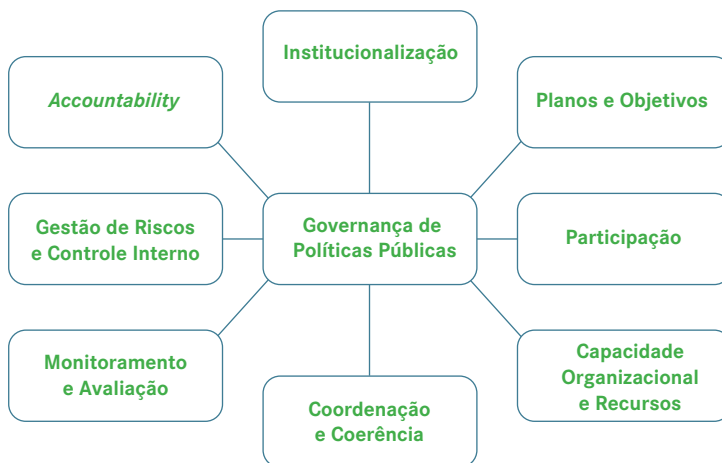 Institucionalização
Accountability
Planos e Objetivos
Gestão de Riscos
e Controle Interno
Governança de
Políticas Públicas
Participação
Monitoramento
e Avaliação
Coordenação
e Coerência
Capacidade
Organizacional
e Recursos